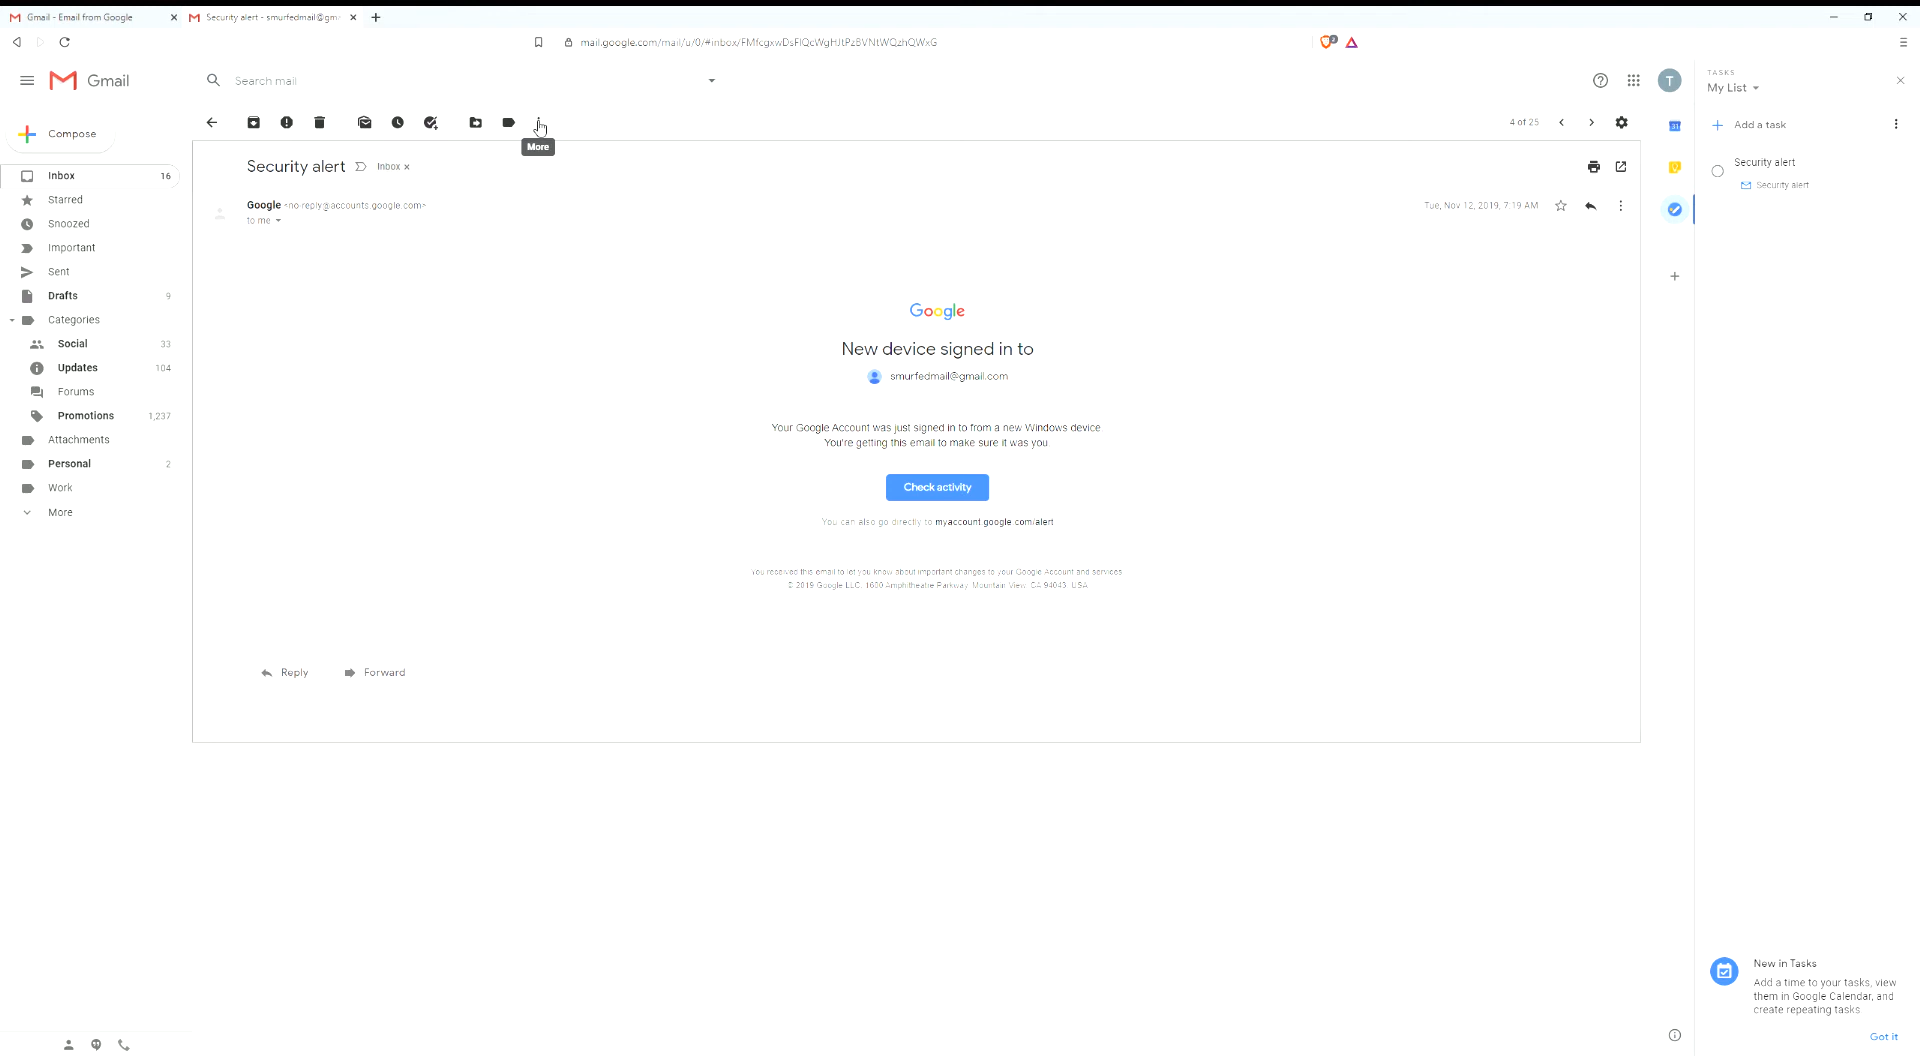 Gmail - Email from Google
Security alert - smurfedmail@gm
mail.google.com/mail/u/0/#inbox/FMfcgxwDsFlQcWgHJtPzBVNtWQzhQWxG
2
Gmail
Search mail
T
TASKS
My List
Compose
4 of 25
31
Add a task
More
Security alert
Inbox
Inbox 16
Starred
Snoozed
Important
Sent
Drafts 9
Categories
Social 33
Updates 104
Forums
Promotions 1,237
Attachments
Personal 2
Work
More
Google <no-reply@accounts.google.com>
to me
Tue, Nov 12, 2019, 7:19 AM
Google
New device signed in to
smurfedmail@gmail.com
Your Google Account was just signed in to from a new Windows device
You're getting this email to make sure it was you
Check activity
You can also go directly to myaccount.google.com/alert
You received this email to let you know about important changes to your Google Account and services
© 2019 Google LLC, 1600 Amphitheatre Parkway, Mountain View, CA 94043, USA
Reply
Forward
Security alert
Security alert
New in Tasks
Add a time to your tasks, view
them in Google Calendar, and
create repeating tasks
Got it